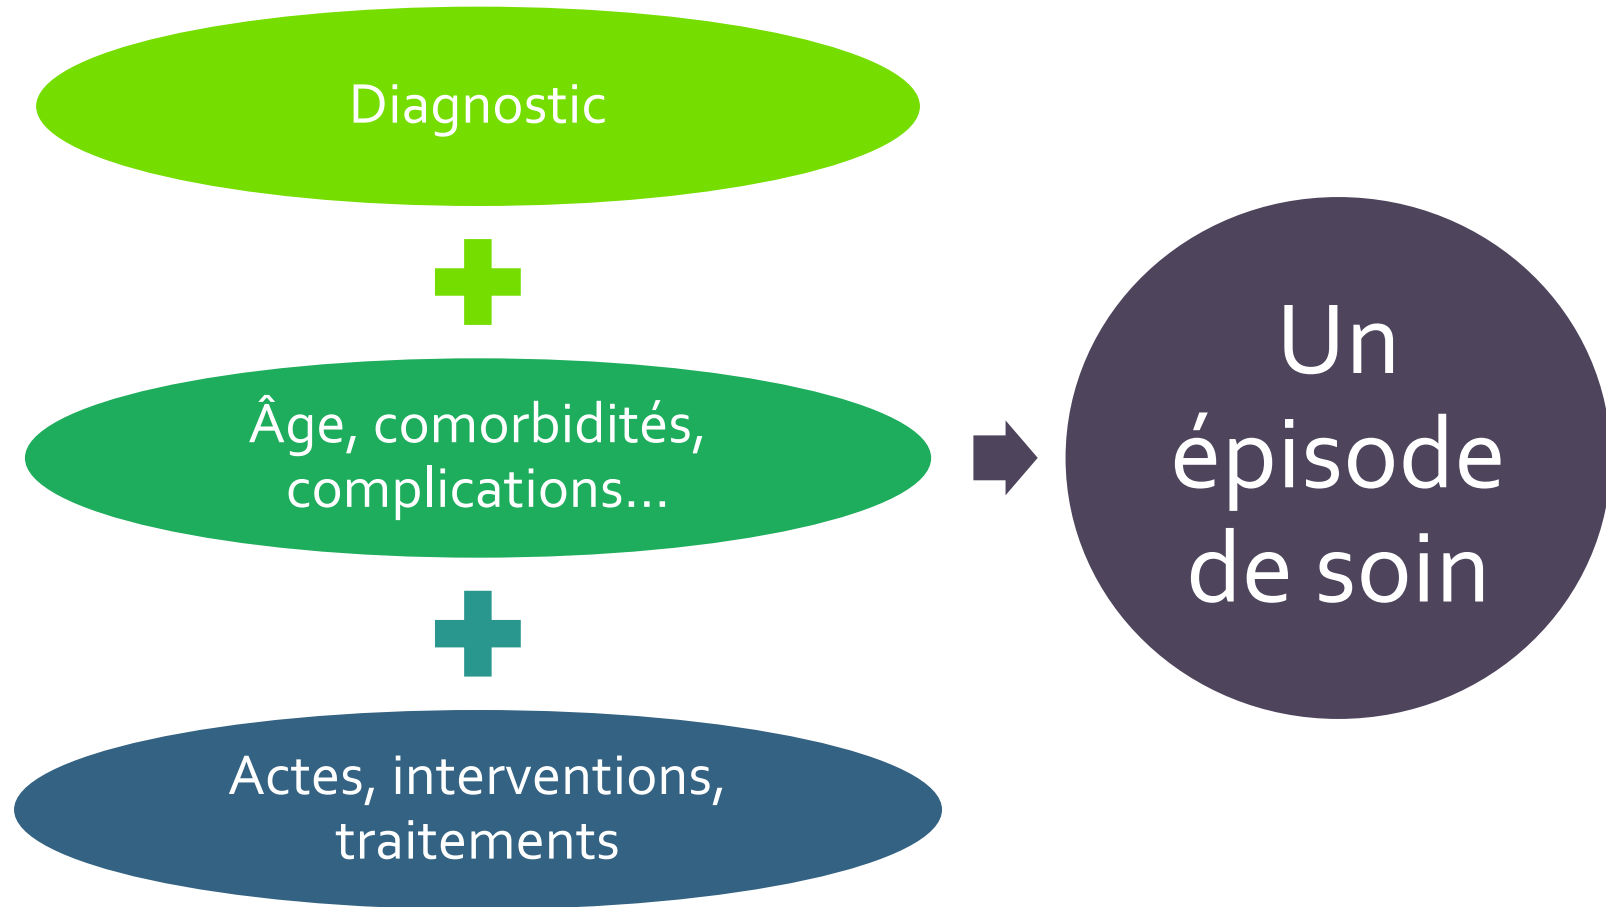 Diagnostic
Âge, comorbidités,
complications...
Actes, interventions,
traitements
Un
épisode
de soin